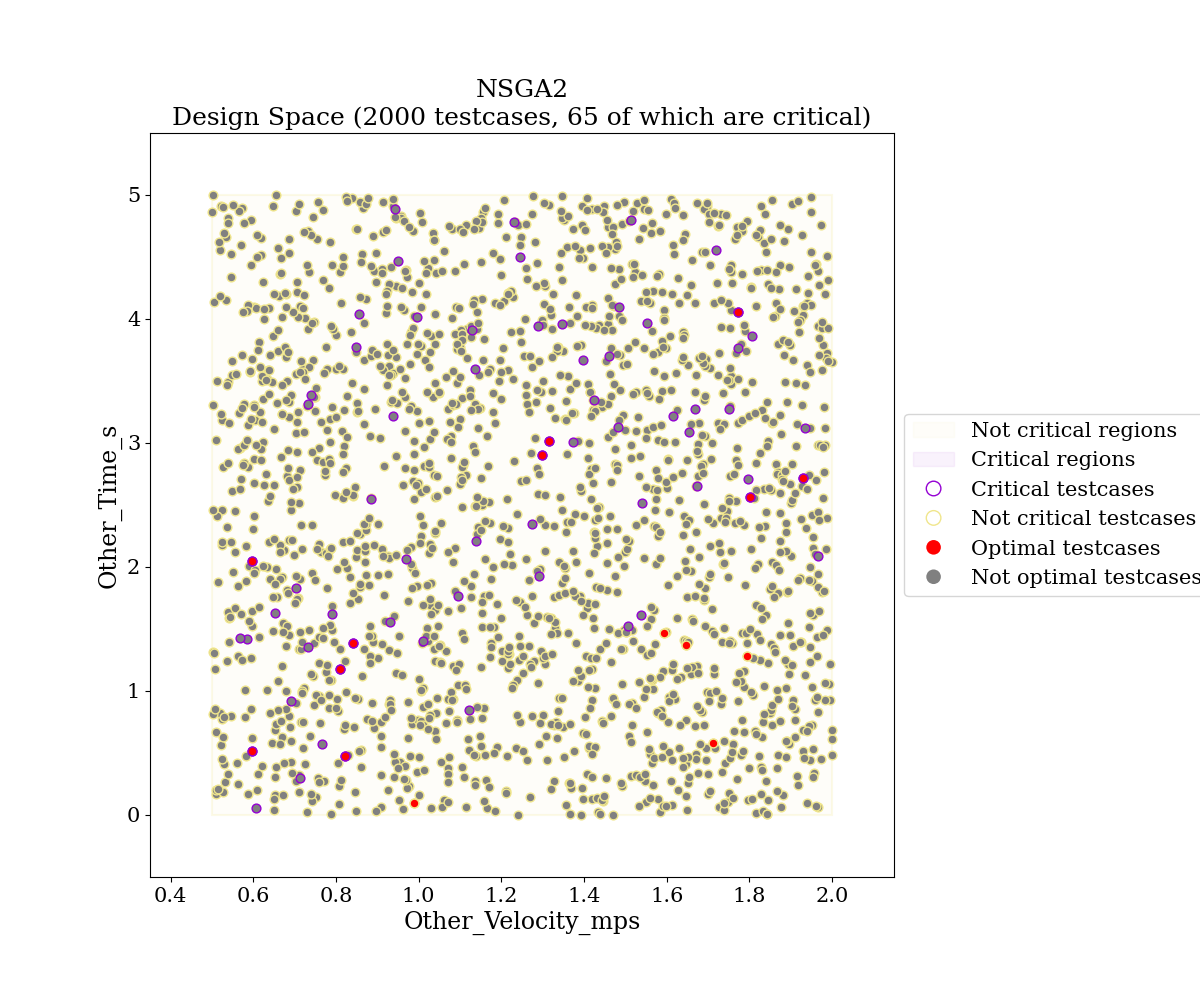 NSGA2
Design Space (2000 testcases, 65 of which are critical)
Other_Time_s
5
4
3
2
1
0
0.4 0.6 0.8 1.0 1.2 1.4 1.6 1.8 2.0
Other_Velocity_mps
Not critical regions
Critical regions
Critical testcases
Not critical testcases
Optimal testcases
Not optimal testcases